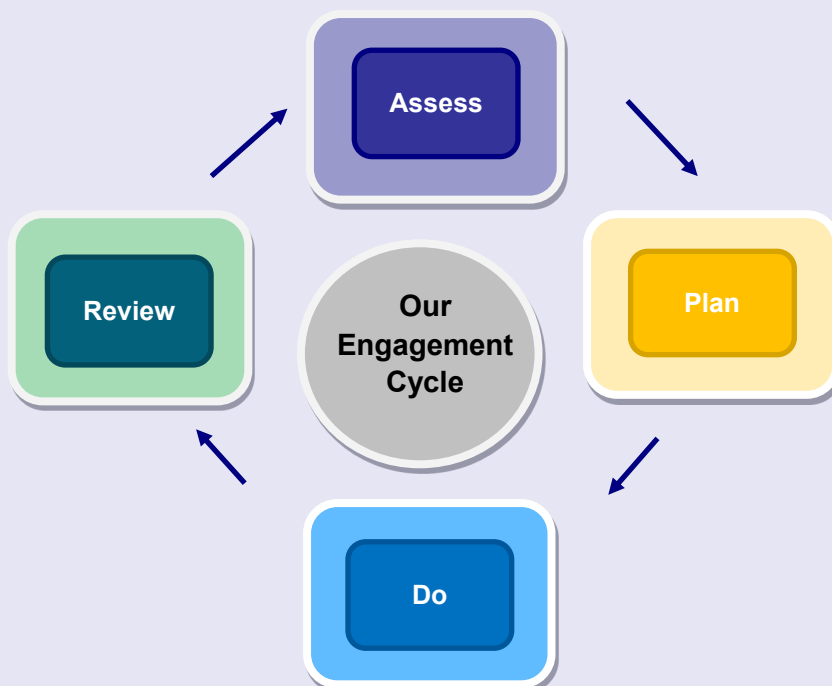 Assess
Review
Our
Engagement
Cycle
Plan
Do